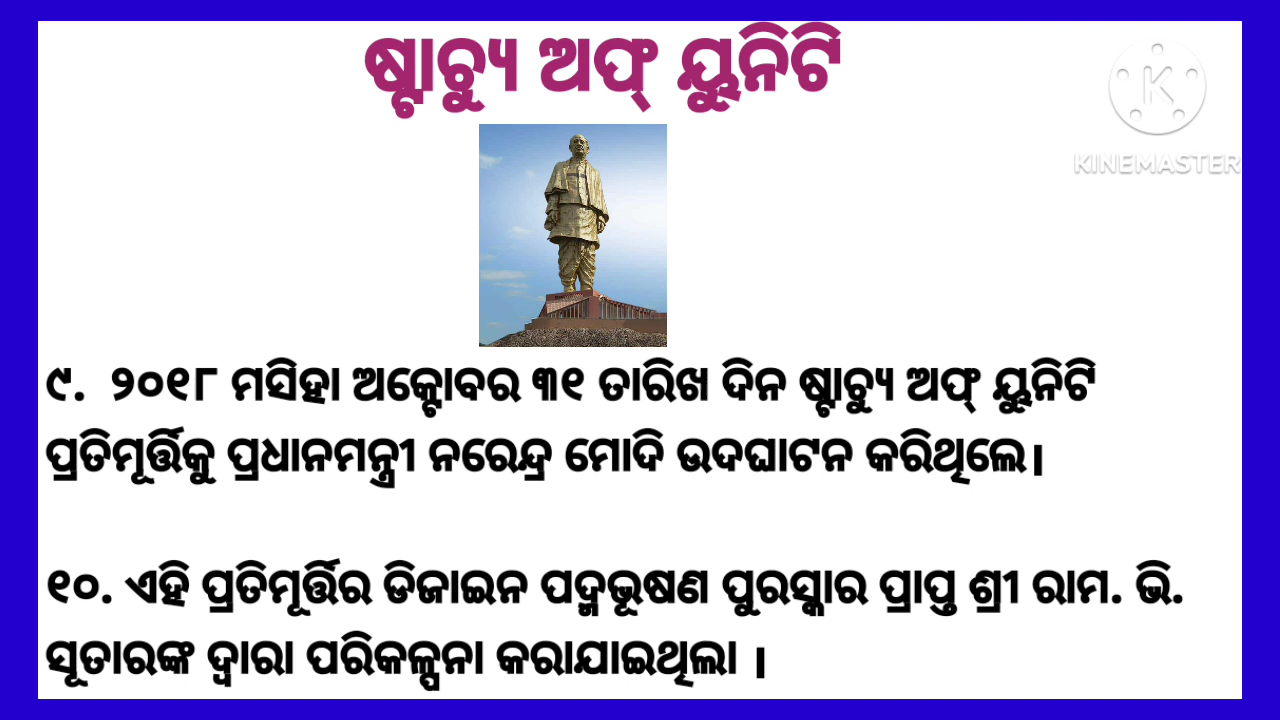 ଷ୍ଟାଚ୍ୟୁ ଅଫ୍ ୟୁନିଟି
KINEMASTER
୯. ୨୦୧୮ ମସିହା ଅକ୍ଟୋବର ୩୧ ତାରିଖ ଦିନ ଷ୍ଟାଚ୍ୟୁ ଅଫ୍ ୟୁନିଟି
ପ୍ରତିମୂର୍ତ୍ତିକୁ ପ୍ରଧାନମନ୍ତ୍ରୀ ନରେନ୍ଦ୍ର ମୋଦି ଉଦଘାଟନ କରିଥିଲେ।
୧୦. ଏହି ପ୍ରତିମୂର୍ତ୍ତିର ଡିଜାଇନ ପଦ୍ମଭୂଷଣ ପୁରସ୍କାର ପ୍ରାପ୍ତ ଶ୍ରୀ ରାମ. ଭି.
ସୂତାରଙ୍କ ଦ୍ୱାରା ପରିକଳ୍ପନା କରାଯାଇଥିଲା ।